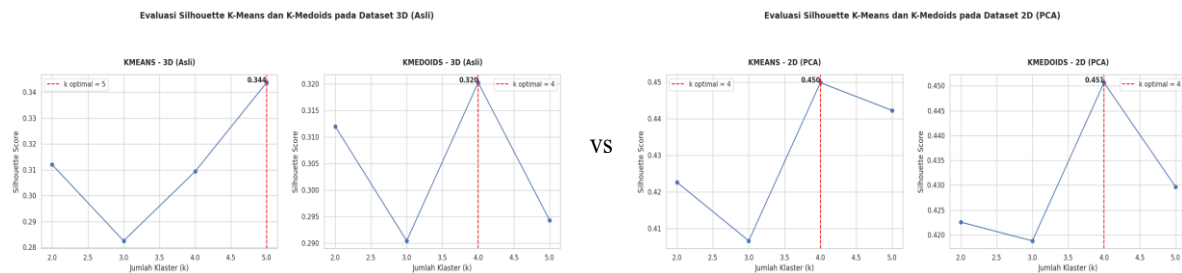 Evaluasi Silhouette K-Means dan K-Medoids pada Dataset 3D (Asli)
KMEANS - 3D (Asli)
0.344
k optimal = 5
Silhouette Score
0.34
0.33
0.32
0.31
0.30
0.29
0.28
2.0 2.5 3.0 3.5 4.0 4.5 5.0
Jumlah Klaster (k)
KMEDOIDS - 3D (Asli)
0.320
k optimal = 4
Silhouette Score
0.320
0.315
0.310
0.305
0.300
0.295
0.290
2.0 2.5 3.0 3.5 4.0 4.5 5.0
Jumlah Klaster (k)
vs
Evaluasi Silhouette K-Means dan K-Medoids pada Dataset 2D (PCA)
KMEANS - 2D (PCA)
0.450
k optimal = 4
Silhouette Score
0.45
0.44
0.43
0.42
0.41
2.0 2.5 3.0 3.5 4.0 4.5 5.0
Jumlah Klaster (k)
KMEDOIDS - 2D (PCA)
0.451
k optimal = 4
Silhouette Score
0.450
0.445
0.440
0.435
0.430
0.425
0.420
2.0 2.5 3.0 3.5 4.0 4.5 5.0
Jumlah Klaster (k)